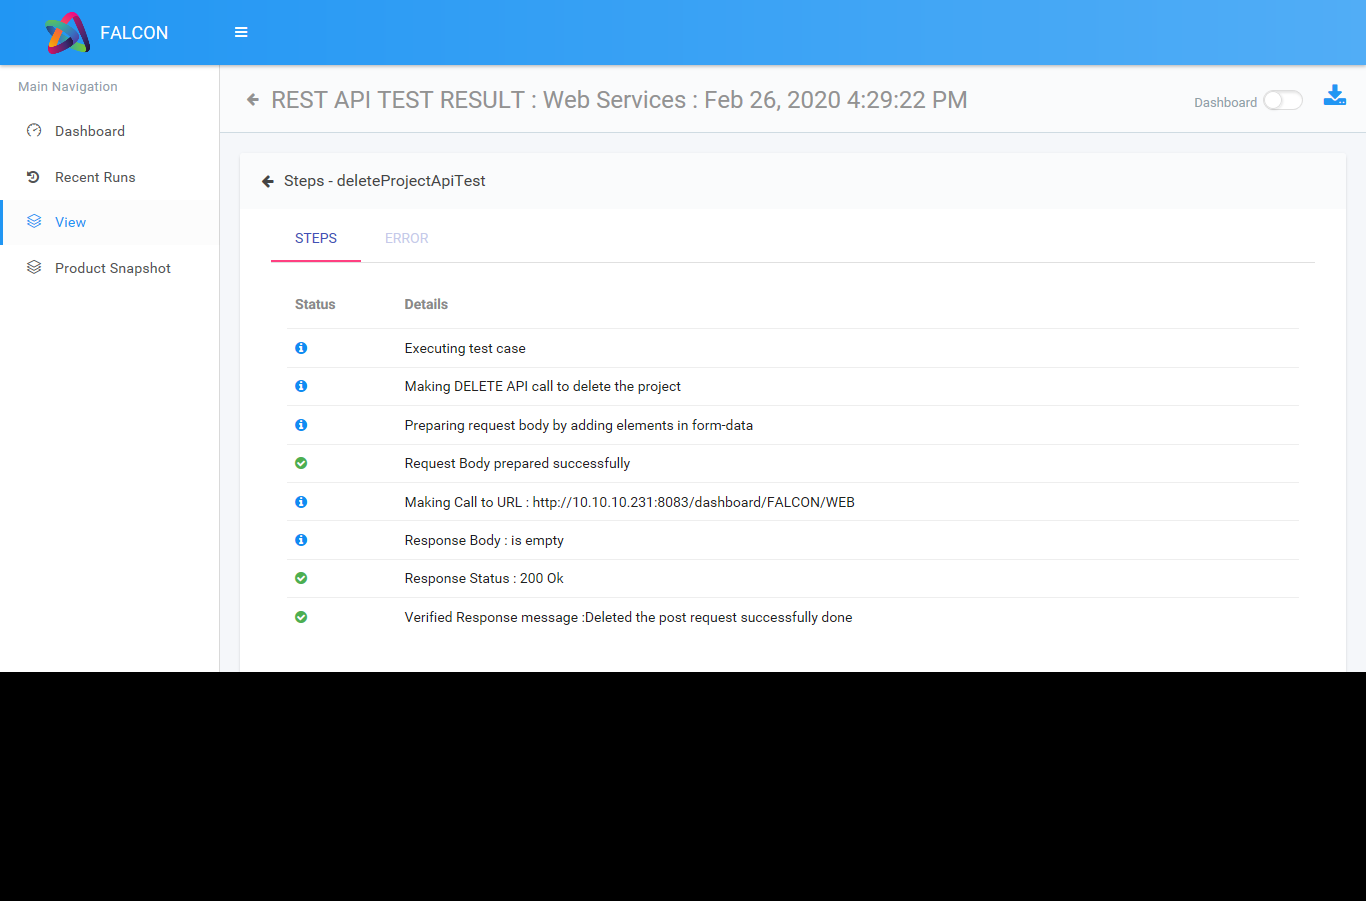 FALCON
Main Navigation
Dashboard
Recent Runs
View
Product Snapshot
REST API TEST RESULT : Web Services : Feb 26, 2020 4:29:22 PM
Dashboard
Steps - deleteProjectApiTest
STEPS ERROR
Status Details
Executing test case
Making DELETE API call to delete the project
Preparing request body by adding elements in form-data
Request Body prepared successfully
Making Call to URL : http://10.10.10.231:8083/dashboard/FALCON/WEB
Response Body : is empty
Response Status : 200 Ok
Verified Response message :Deleted the post request successfully done